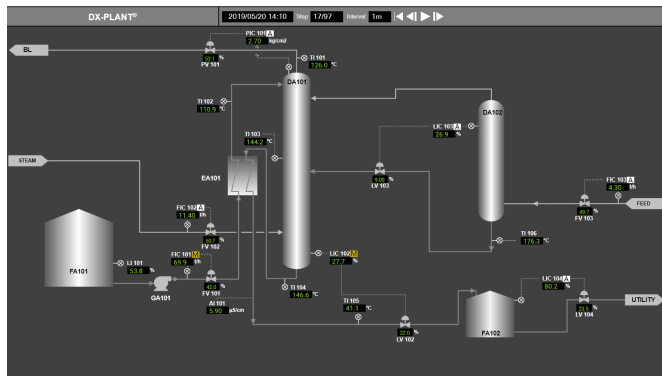 DX-PLANT®
2019/05/20 14:10 Step 17/97 Interval 1m
PIC 101 A
2.70 kg/cm2
BL
53.1 %
PV 101
TI 101
126.0 ℃
DA101
TI 102
110.9 ℃
DA102
LIC 103 A
26.9 %
TI 103
144.2 ℃
STEAM
EA101
9.00 %
LV 103
FIC 103 A
4.30 t/h
FEED
40.7 %
FV 103
FIC 102 A
11.40 t/h
50.7 %
FV 102
TI 106
176.3 ℃
FIC 101 M
69.9 t/h
LIC 102 M
27.7 %
LI 101
53.8 %
FA101
GA101
42.0 %
FV 101
TI 104
146.6 ℃
LIC 104 A
80.2 %
AI 101
5.90 µS/cm
TI 105
41.1 ℃
UTILITY
%
LV 104
22.0 %
LV 102
FA102